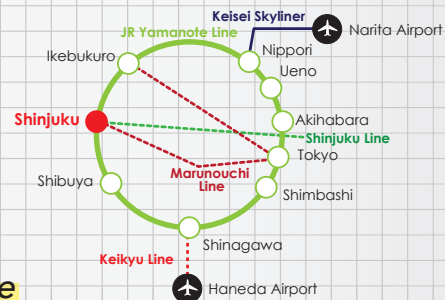 Keisei Skyliner
JR Yamanote Line
Narita Airport
Ikebukuro
Nippori
Ueno
Shinjuku
Akihabara
Shinjuku Line
Tokyo
Marunouchi
Line
Shibuya
Shimbashi
Shinagawa
Keikyu Line
Haneda Airport
e